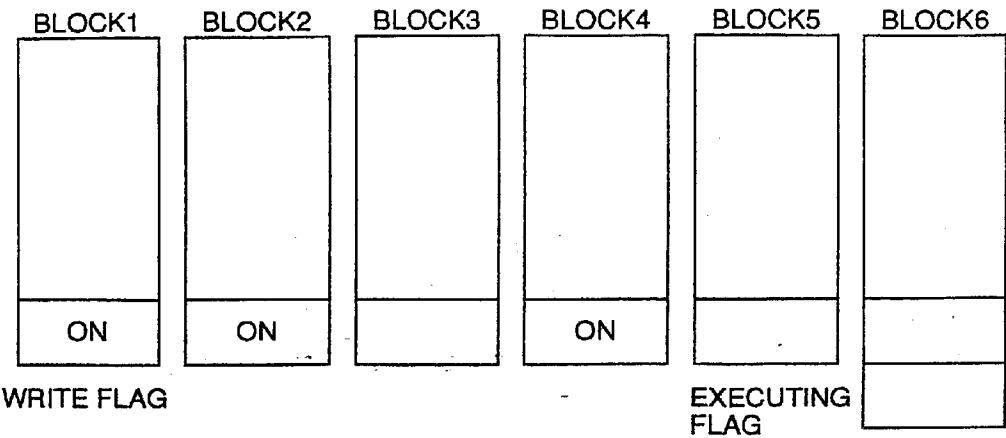 BLOCK1 BLOCK2 BLOCK3 BLOCK4 BLOCK5 BLOCK6
ON ON ON
WRITE FLAG
EXECUTING
FLAG